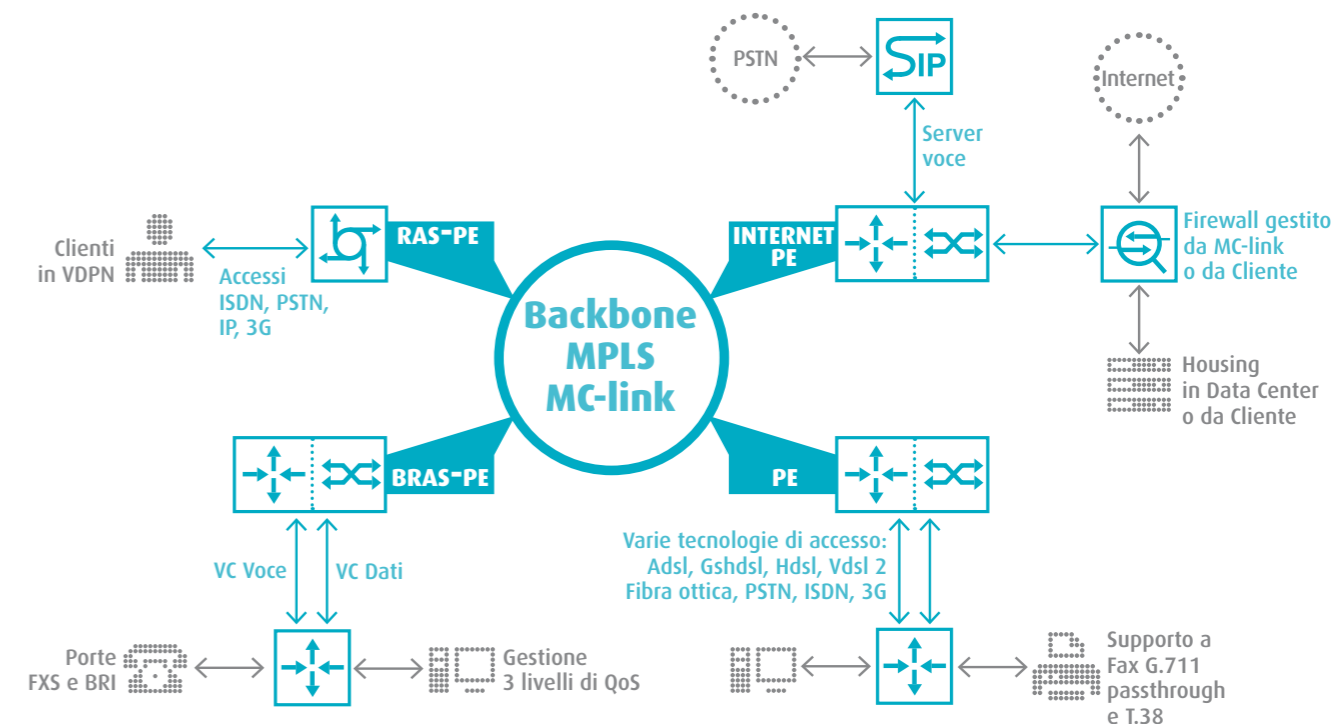 PSTN
SIP
Internet
Server
voce
Clienti
in VDPN
RAS-PE
INTERNET
PE
Firewall gestito
da MC-link
o da Cliente
Accessi
ISDN, PSTN,
IP, 3G
Backbone
MPLS
MC-link
Housing
in Data Center
o da Cliente
BRAS-PE
PE
VC Voce
VC Dati
Varie tecnologie di accesso:
Adsl, Gshdsl, Hdsl, Vdsl 2
Fibra ottica, PSTN, ISDN, 3G
Porte
FXS e BRI
Gestione
3 livelli di QoS
Supporto a
Fax G.711
passthrough
e T.38